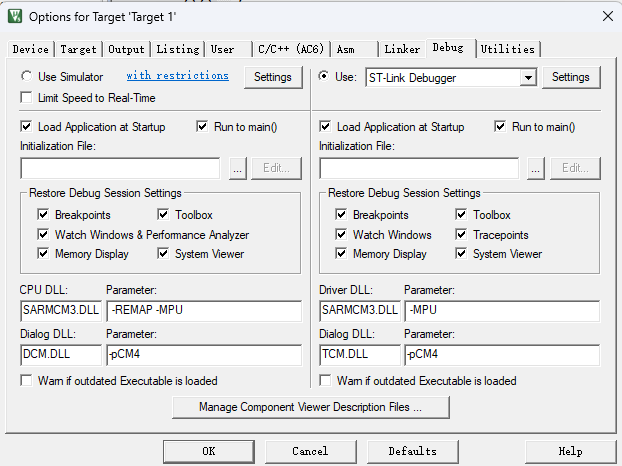 Options for Target 'Target 1'
Device Target Output Listing User C/C++ (AC6) Asm Linker Debug Utilities
Use Simulator with restrictions Settings
Limit Speed to Real-Time
Use: ST-Link Debugger Settings
Load Application at Startup Run to main()
Initialization File:
... Edit...
Restore Debug Session Settings
Breakpoints Toolbox
Watch Windows & Performance Analyzer
Memory Display System Viewer
Load Application at Startup Run to main()
Initialization File:
... Edit...
Restore Debug Session Settings
Breakpoints Toolbox
Watch Windows Tracepoints
Memory Display System Viewer
CPU DLL: Parameter:
SARMCM3.DLL -REMAP -MPU
Dialog DLL: Parameter:
DCM.DLL -pCM4
Warn if outdated Executable is loaded
Driver DLL: Parameter:
SARMCM3.DLL -MPU
Dialog DLL: Parameter:
TCM.DLL -pCM4
Warn if outdated Executable is loaded
Manage Component Viewer Description Files ...
OK Cancel Defaults Help